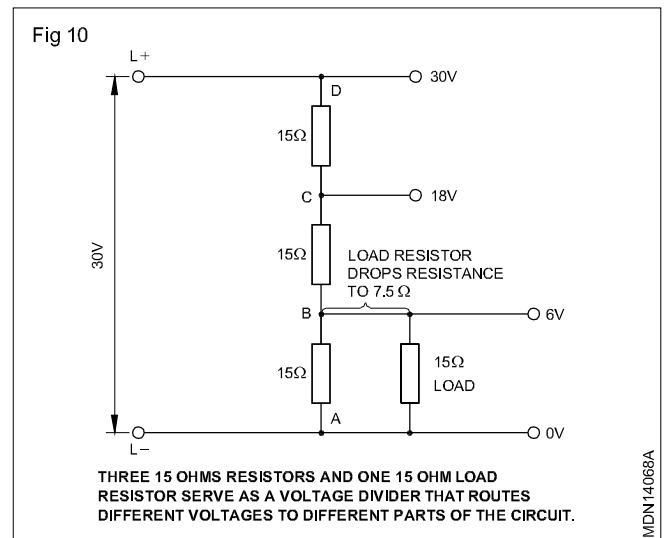 Fig 10
L+
D
30V
15Ω
C
18V
30V
15Ω
LOAD RESISTOR
DROPS RESISTANCE
TO 7.5 Ω
B
6V
15Ω
15Ω
LOAD
A
0V
L−
THREE 15 OHMS RESISTORS AND ONE 15 OHM LOAD
RESISTOR SERVE AS A VOLTAGE DIVIDER THAT ROUTES
DIFFERENT VOLTAGES TO DIFFERENT PARTS OF THE CIRCUIT.
MDN14068A